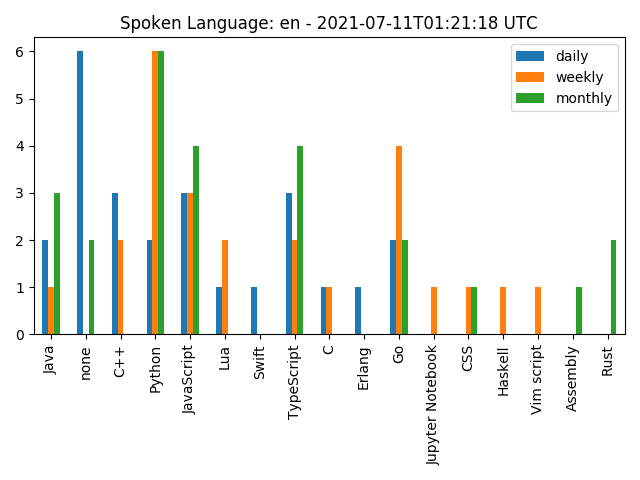 Spoken Language: en - 2021-07-11T01:21:18 UTC
daily
weekly
monthly
6
5
4
3
2
1
0
Java
none
C++
Python
JavaScript
Lua
Swift
TypeScript
C
Erlang
Go
Jupyter Notebook
CSS
Haskell
Vim script
Assembly
Rust